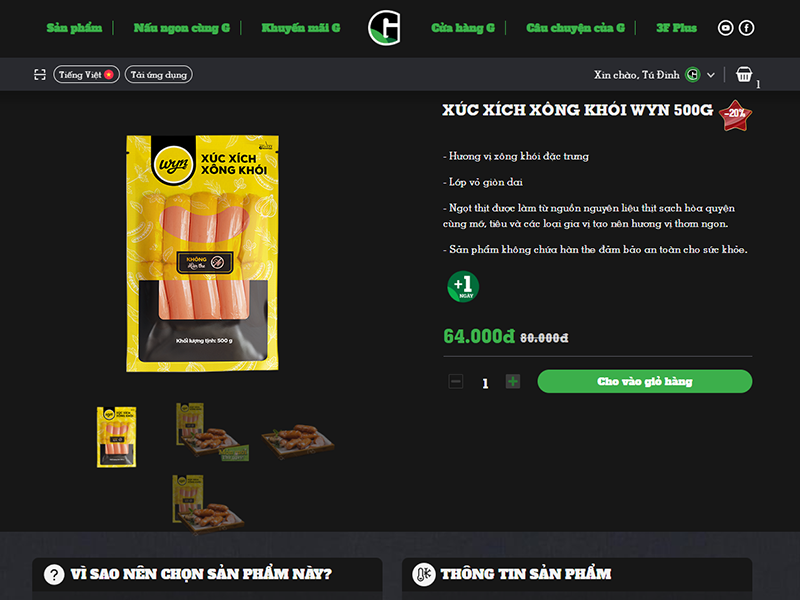 Sản phẩm
Nấu ngon cùng G
Khuyến mãi G
G
Cửa hàng G
Câu chuyện của G
3F Plus
Tiếng Việt
Tải ứng dụng
Xin chào, Tú Đinh
1
XÚC XÍCH XÔNG KHÓI WYN 500G
-20%
- Hương vị xông khói đặc trưng
- Lớp vỏ giòn dai
- Ngọt thịt được làm từ nguồn nguyên liệu thịt sạch hòa quyện
cùng mỡ, tiêu và các loại gia vị tạo nên hương vị thơm ngon.
- Sản phẩm không chứa hàn the đảm bảo an toàn cho sức khỏe.
+1
NGÀY
64.000đ 80.000đ
1
Cho vào giỏ hàng
wyn
XÚC XÍCH
XÔNG KHÓI
KHÔNG
Hàn the
Khối lượng tịnh: 500 g
VÌ SAO NÊN CHỌN SẢN PHẨM NÀY?
THÔNG TIN SẢN PHẨM